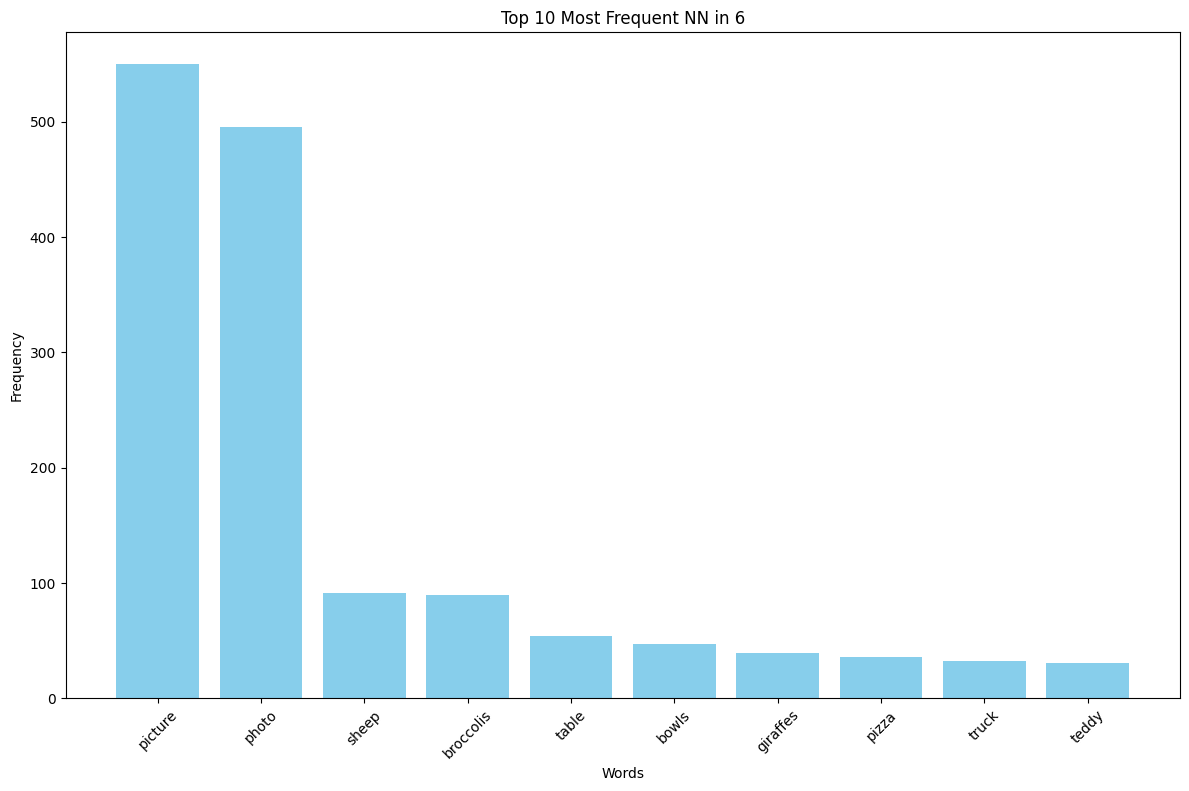 Top 10 Most Frequent NN in 6
Frequency
500
400
300
200
100
0
picture photo sheep broccolis table bowls giraffes pizza truck teddy
Words